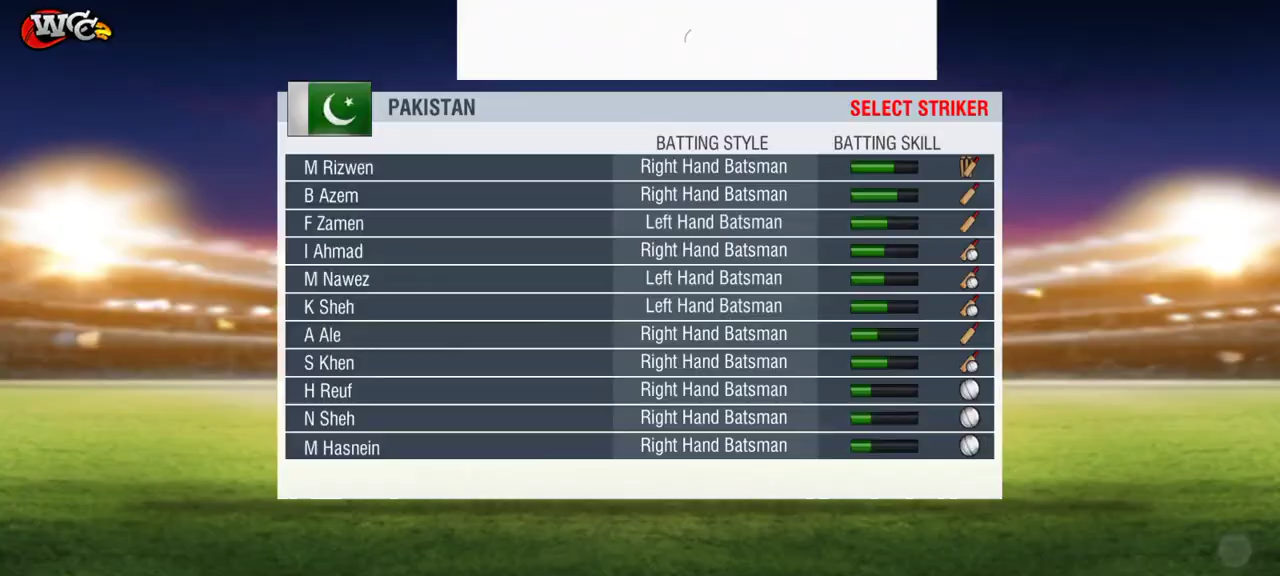 WCC
PAKISTAN SELECT STRIKER
BATTING STYLE BATTING SKILL
M Rizwen Right Hand Batsman
B Azem Right Hand Batsman
F Zamen Left Hand Batsman
I Ahmad Right Hand Batsman
M Nawez Left Hand Batsman
K Sheh Left Hand Batsman
A Ale Right Hand Batsman
S Khen Right Hand Batsman
H Reuf Right Hand Batsman
N Sheh Right Hand Batsman
M Hasnein Right Hand Batsman